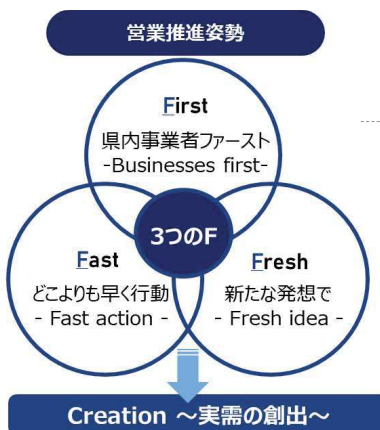 営業推進姿勢
First
県内事業者ファースト
-Businesses first-
3つのF
Fast
どこよりも早く行動
- Fast action -
Fresh
新たな発想で
- Fresh idea -
Creation ～実需の創出～